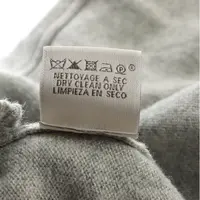 P
NETTOYAGE A SEC
DRY CLEAN ONLY
LIMPIEZA EN SECO